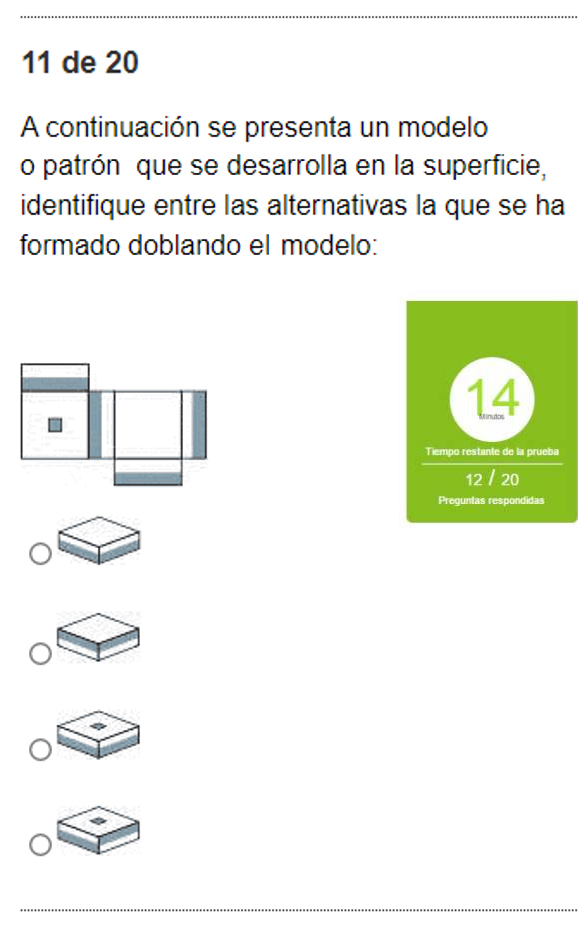 11 de 20
A continuación se presenta un modelo
o patrón que se desarrolla en la superficie,
identifique entre las alternativas la que se ha
formado doblando el modelo:
14
Minutos
Tiempo restante de la prueba
12 / 20
Preguntas respondidas